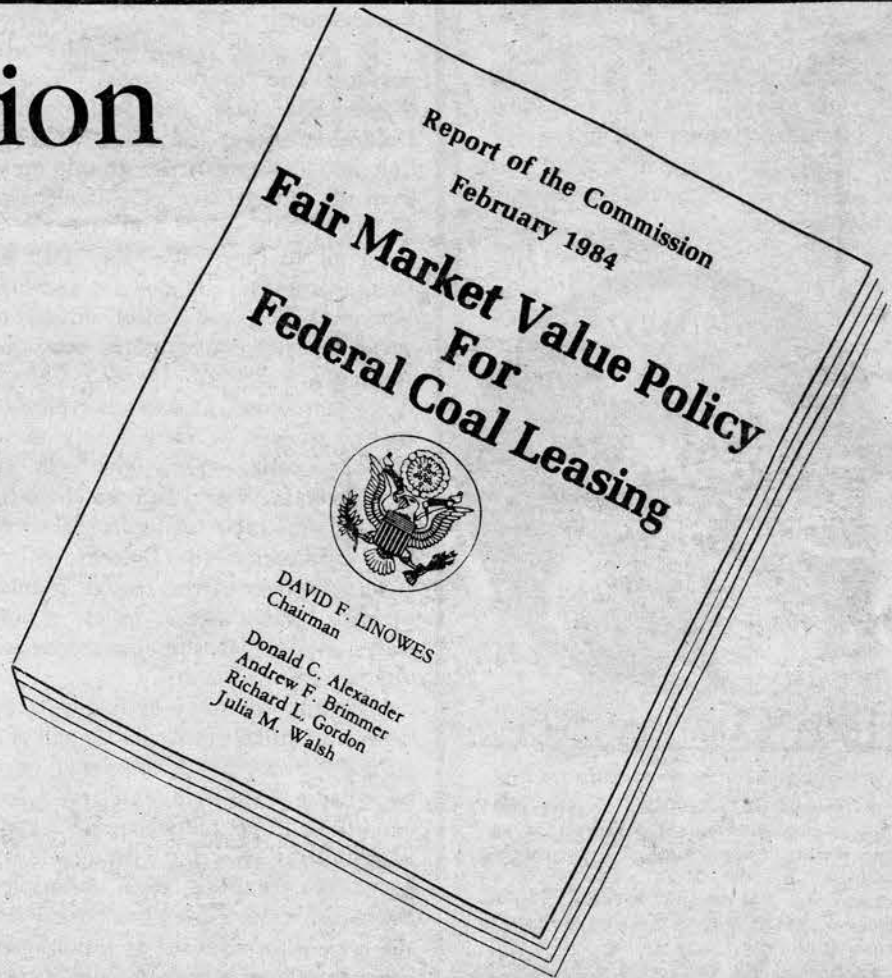 ion
Report of the Commission
February 1984
Fair Market Value Policy
For
Federal Coal Leasing
DAVID F. LINOWES
Chairman
Donald C. Alexander
Andrew F. Brimmer
Richard L. Gordon
Julia M. Walsh